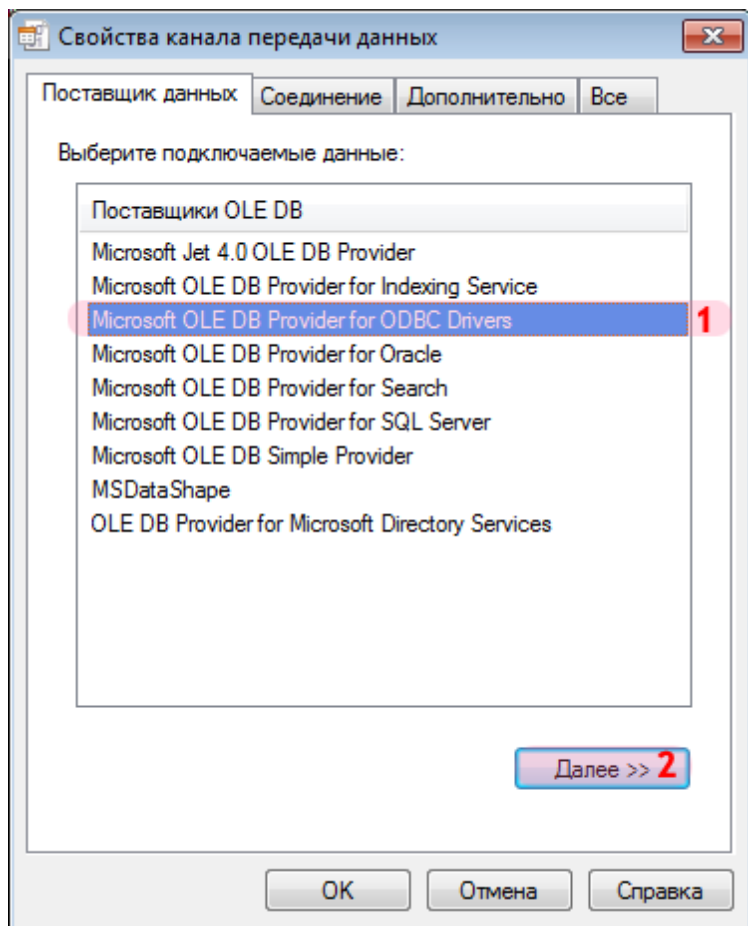 Свойства канала передачи данных
Поставщик данных Соединение Дополнительно Все
Выберите подключаемые данные:
Поставщики OLE DB
Microsoft Jet 4.0 OLE DB Provider
Microsoft OLE DB Provider for Indexing Service
Microsoft OLE DB Provider for ODBC Drivers 1
Microsoft OLE DB Provider for Oracle
Microsoft OLE DB Provider for Search
Microsoft OLE DB Provider for SQL Server
Microsoft OLE DB Simple Provider
MSDataShape
OLE DB Provider for Microsoft Directory Services
Далее >> 2
OK Отмена Справка